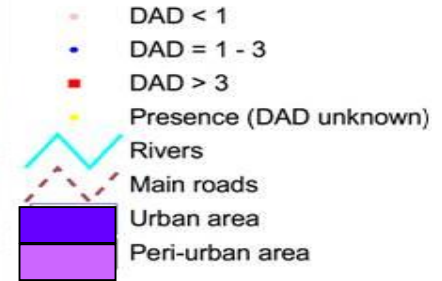 DAD < 1
DAD = 1 - 3
DAD > 3
Presence (DAD unknown)
Rivers
Main roads
Urban area
Peri-urban area